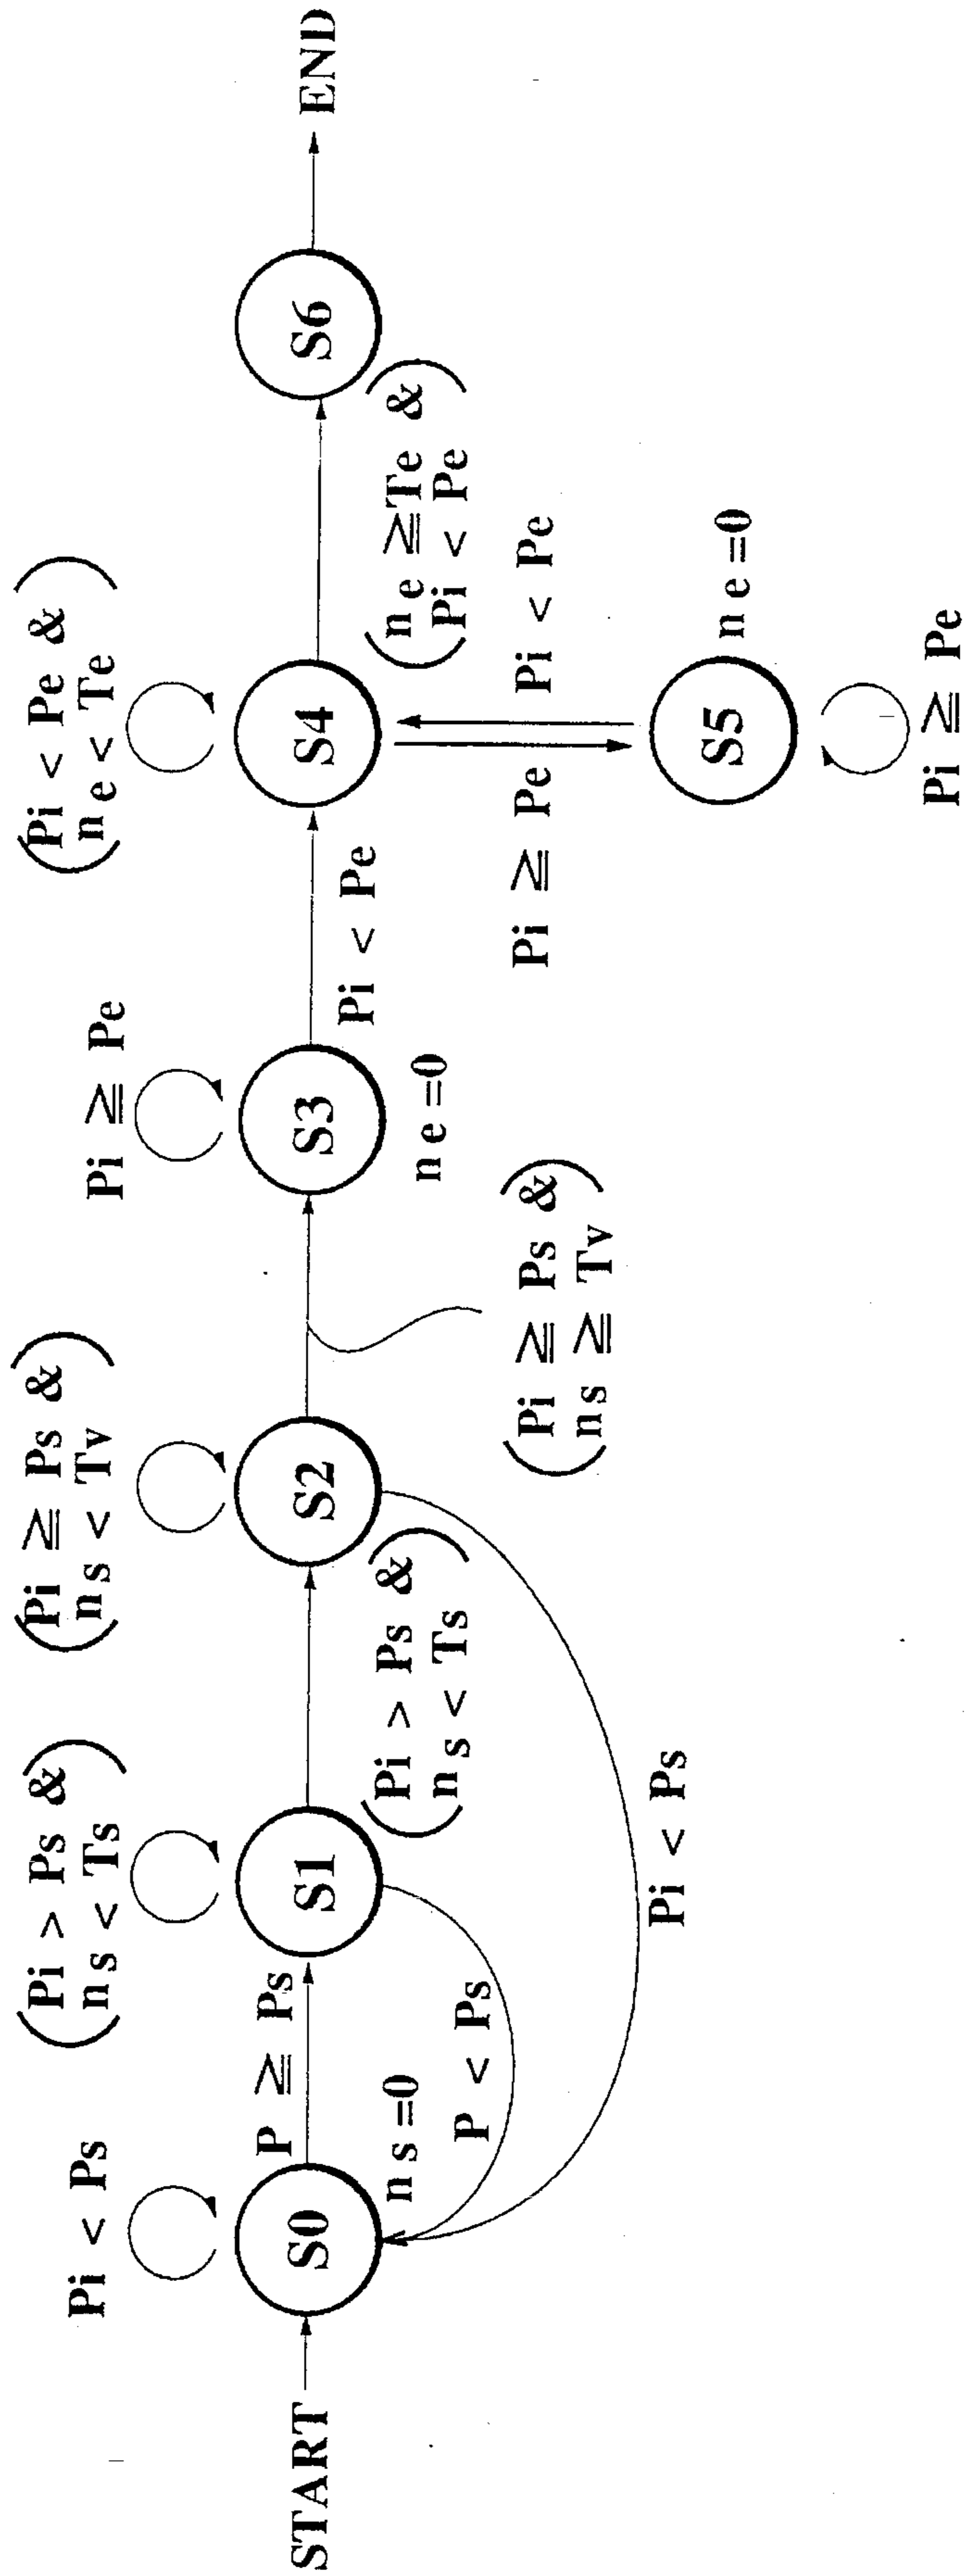 START
S0
Pi < Ps
P ≧ Ps
n s =0
P < Ps
Pi < Ps
S1
(Pi > Ps &
n s < Ts)
(Pi > Ps &
n s < Ts)
S2
(Pi ≧ Ps &
n s < Tv)
(Pi ≧ Ps &
n s ≧ Tv)
S3
Pi ≧ Pe
n e =0
Pi < Pe
S4
(Pi < Pe &
n e < Te)
(n e ≧ Te &
Pi < Pe)
Pi ≧ Pe
Pi < Pe
S5
n e =0
Pi ≧ Pe
S6
END